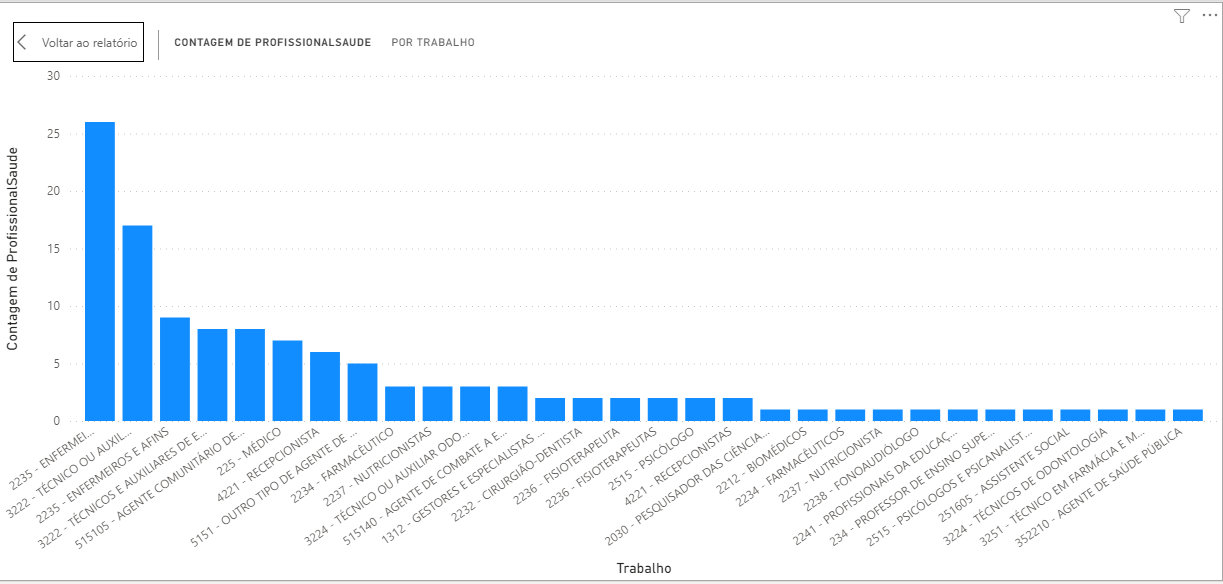 Voltar ao relatório
CONTAGEM DE PROFISSIONALSAUDE
POR TRABALHO
Contagem de ProfissionalSaude
30
25
20
15
10
5
0
2235 - ENFERMEI...
3222 - TÉCNICO OU AUXIL...
2235 - ENFERMEIROS E AFINS
3222 - TÉCNICOS E AUXILIARES DE E...
515105 - AGENTE COMUNITÁRIO DE...
225 - MÉDICO
4221 - RECEPCIONISTA
5151 - OUTRO TIPO DE AGENTE DE ...
2234 - FARMACÊUTICO
2237 - NUTRICIONISTAS
3224 - TÉCNICO OU AUXILIAR ODO...
515140 - AGENTE DE COMBATE A E...
1312 - GESTORES E ESPECIALISTAS ...
2232 - CIRURGIÃO-DENTISTA
2236 - FISIOTERAPEUTA
2236 - FISIOTERAPEUTAS
2515 - PSICÓLOGO
4221 - RECEPCIONISTAS
2030 - PESQUISADOR DAS CIÊNCIA...
2212 - BIOMÉDICOS
2234 - FARMACÊUTICOS
2237 - NUTRICIONISTA
2238 - FONOAUDIÓLOGO
2241 - PROFISSIONAIS DA EDUCAÇ...
234 - PROFESSOR DE ENSINO SUPE...
2515 - PSICÓLOGOS E PSICANALIST...
251605 - ASSISTENTE SOCIAL
3224 - TÉCNICOS DE ODONTOLOGIA
3251 - TÉCNICO EM FARMÁCIA E M...
352210 - AGENTE DE SAÚDE PÚBLICA
Trabalho